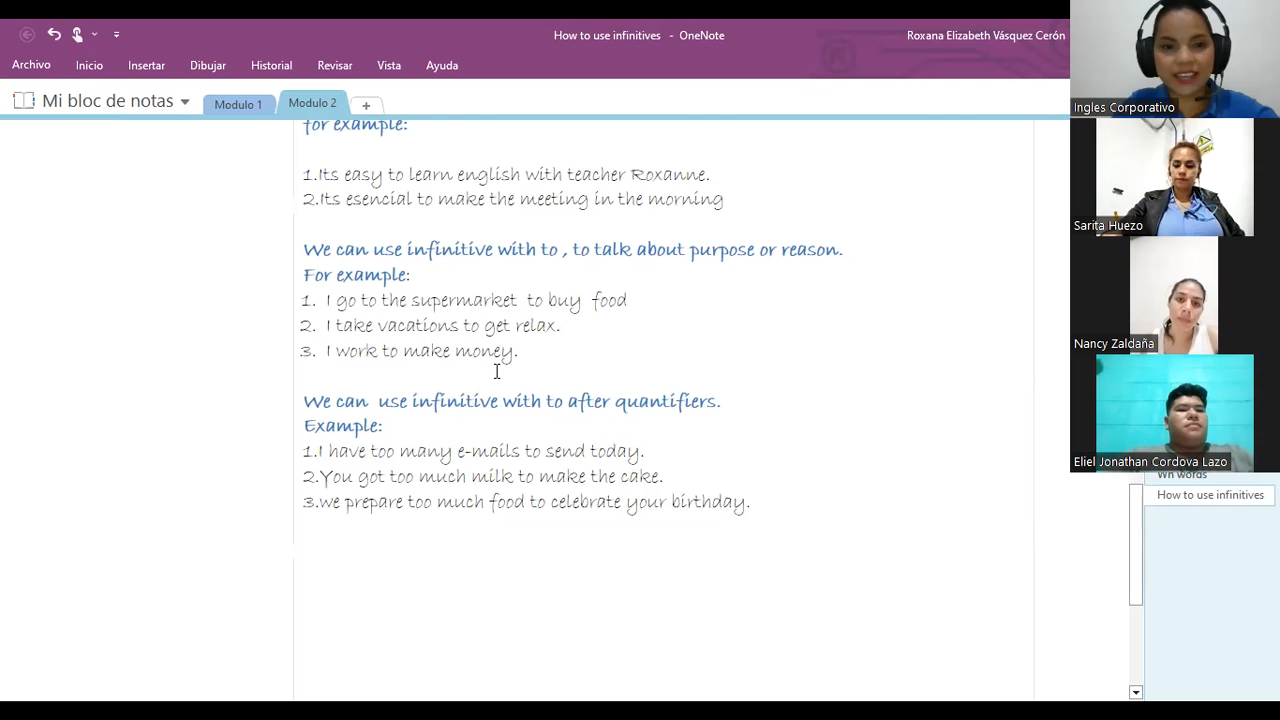 How to use infinitives - OneNote
Roxana Elizabeth Vásquez Cerón
Archivo Inicio Insertar Dibujar Historial Revisar Vista Ayuda
Mi bloc de notas Modulo 1 Modulo 2 +
for example:
1.Its easy to learn english with teacher Roxanne.
2.Its esencial to make the meeting in the morning
We can use infinitive with to , to talk about purpose or reason.
For example:
1. I go to the supermarket to buy food
2. I take vacations to get relax.
3. I work to make money.
We can use infinitive with to after quantifiers.
Example:
1.I have too many e-mails to send today.
2.You got too much milk to make the cake.
3.we prepare too much food to celebrate your birthday.
Ingles Corporativo
Sarita Huezo
Nancy Zaldaña
Eliel Jonathan Cordova Lazo
Wh words
How to use infinitives